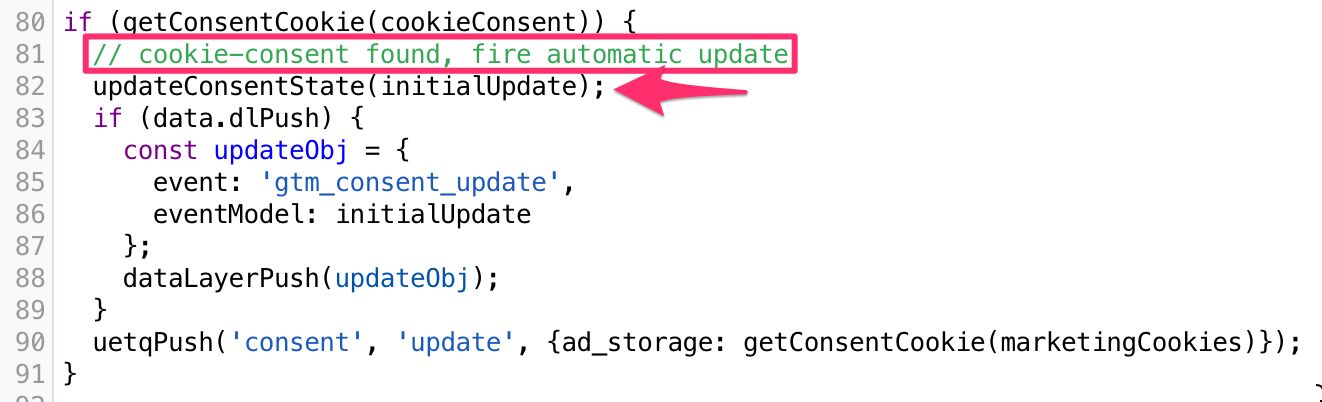 80 if (getConsentCookie(cookieConsent)) {
81 // cookie-consent found, fire automatic update
82 updateConsentState(initialUpdate);
83 if (data.dlPush) {
84 const updateObj = {
85 event: 'gtm_consent_update',
86 eventModel: initialUpdate
87 };
88 dataLayerPush(updateObj);
89 }
90 uetqPush('consent', 'update', {ad_storage: getConsentCookie(marketingCookies)});
91 }